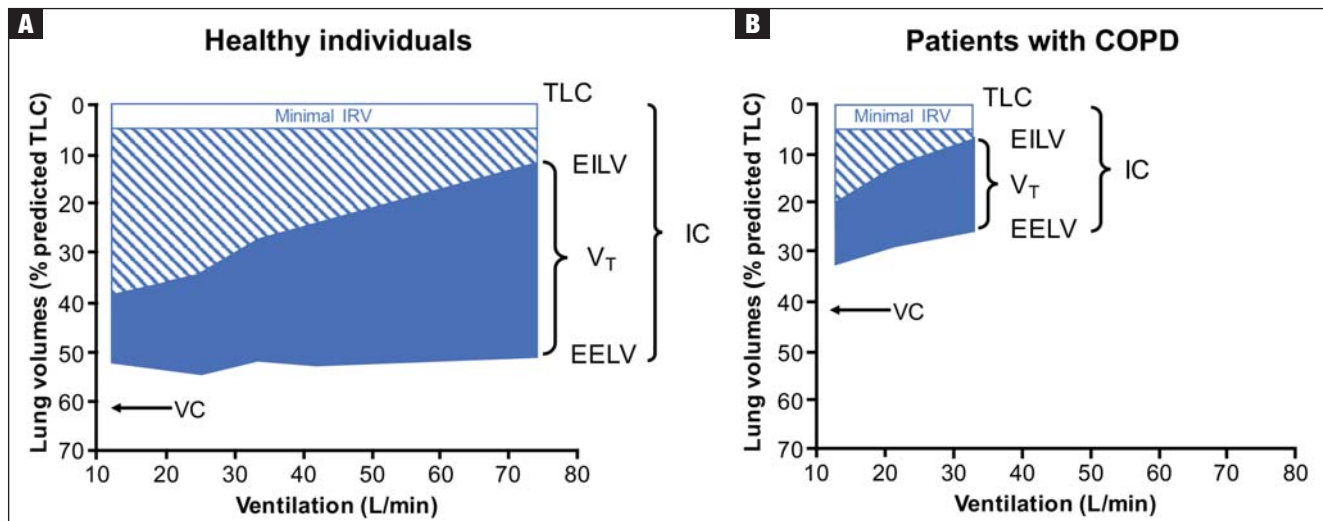 A
Healthy individuals
Lung volumes (% predicted TLC)
0
10
20
30
40
50
60
70
Minimal IRV
TLC
EILV
VT
EELV
IC
VC
10 20 30 40 50 60 70 80
Ventilation (L/min)
B
Patients with COPD
Lung volumes (% predicted TLC)
0
10
20
30
40
50
60
70
Minimal IRV
TLC
EILV
VT
EELV
IC
VC
10 20 30 40 50 60 70 80
Ventilation (L/min)